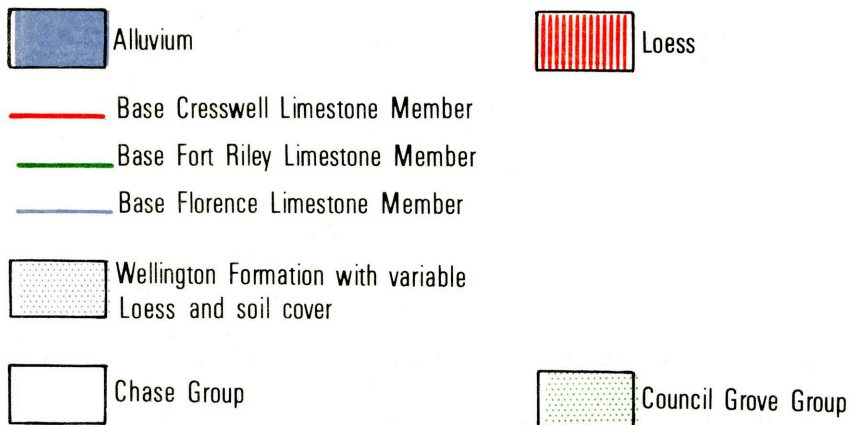 Alluvium
Loess
Base Cresswell Limestone Member
Base Fort Riley Limestone Member
Base Florence Limestone Member
Wellington Formation with variable
Loess and soil cover
Chase Group
Council Grove Group